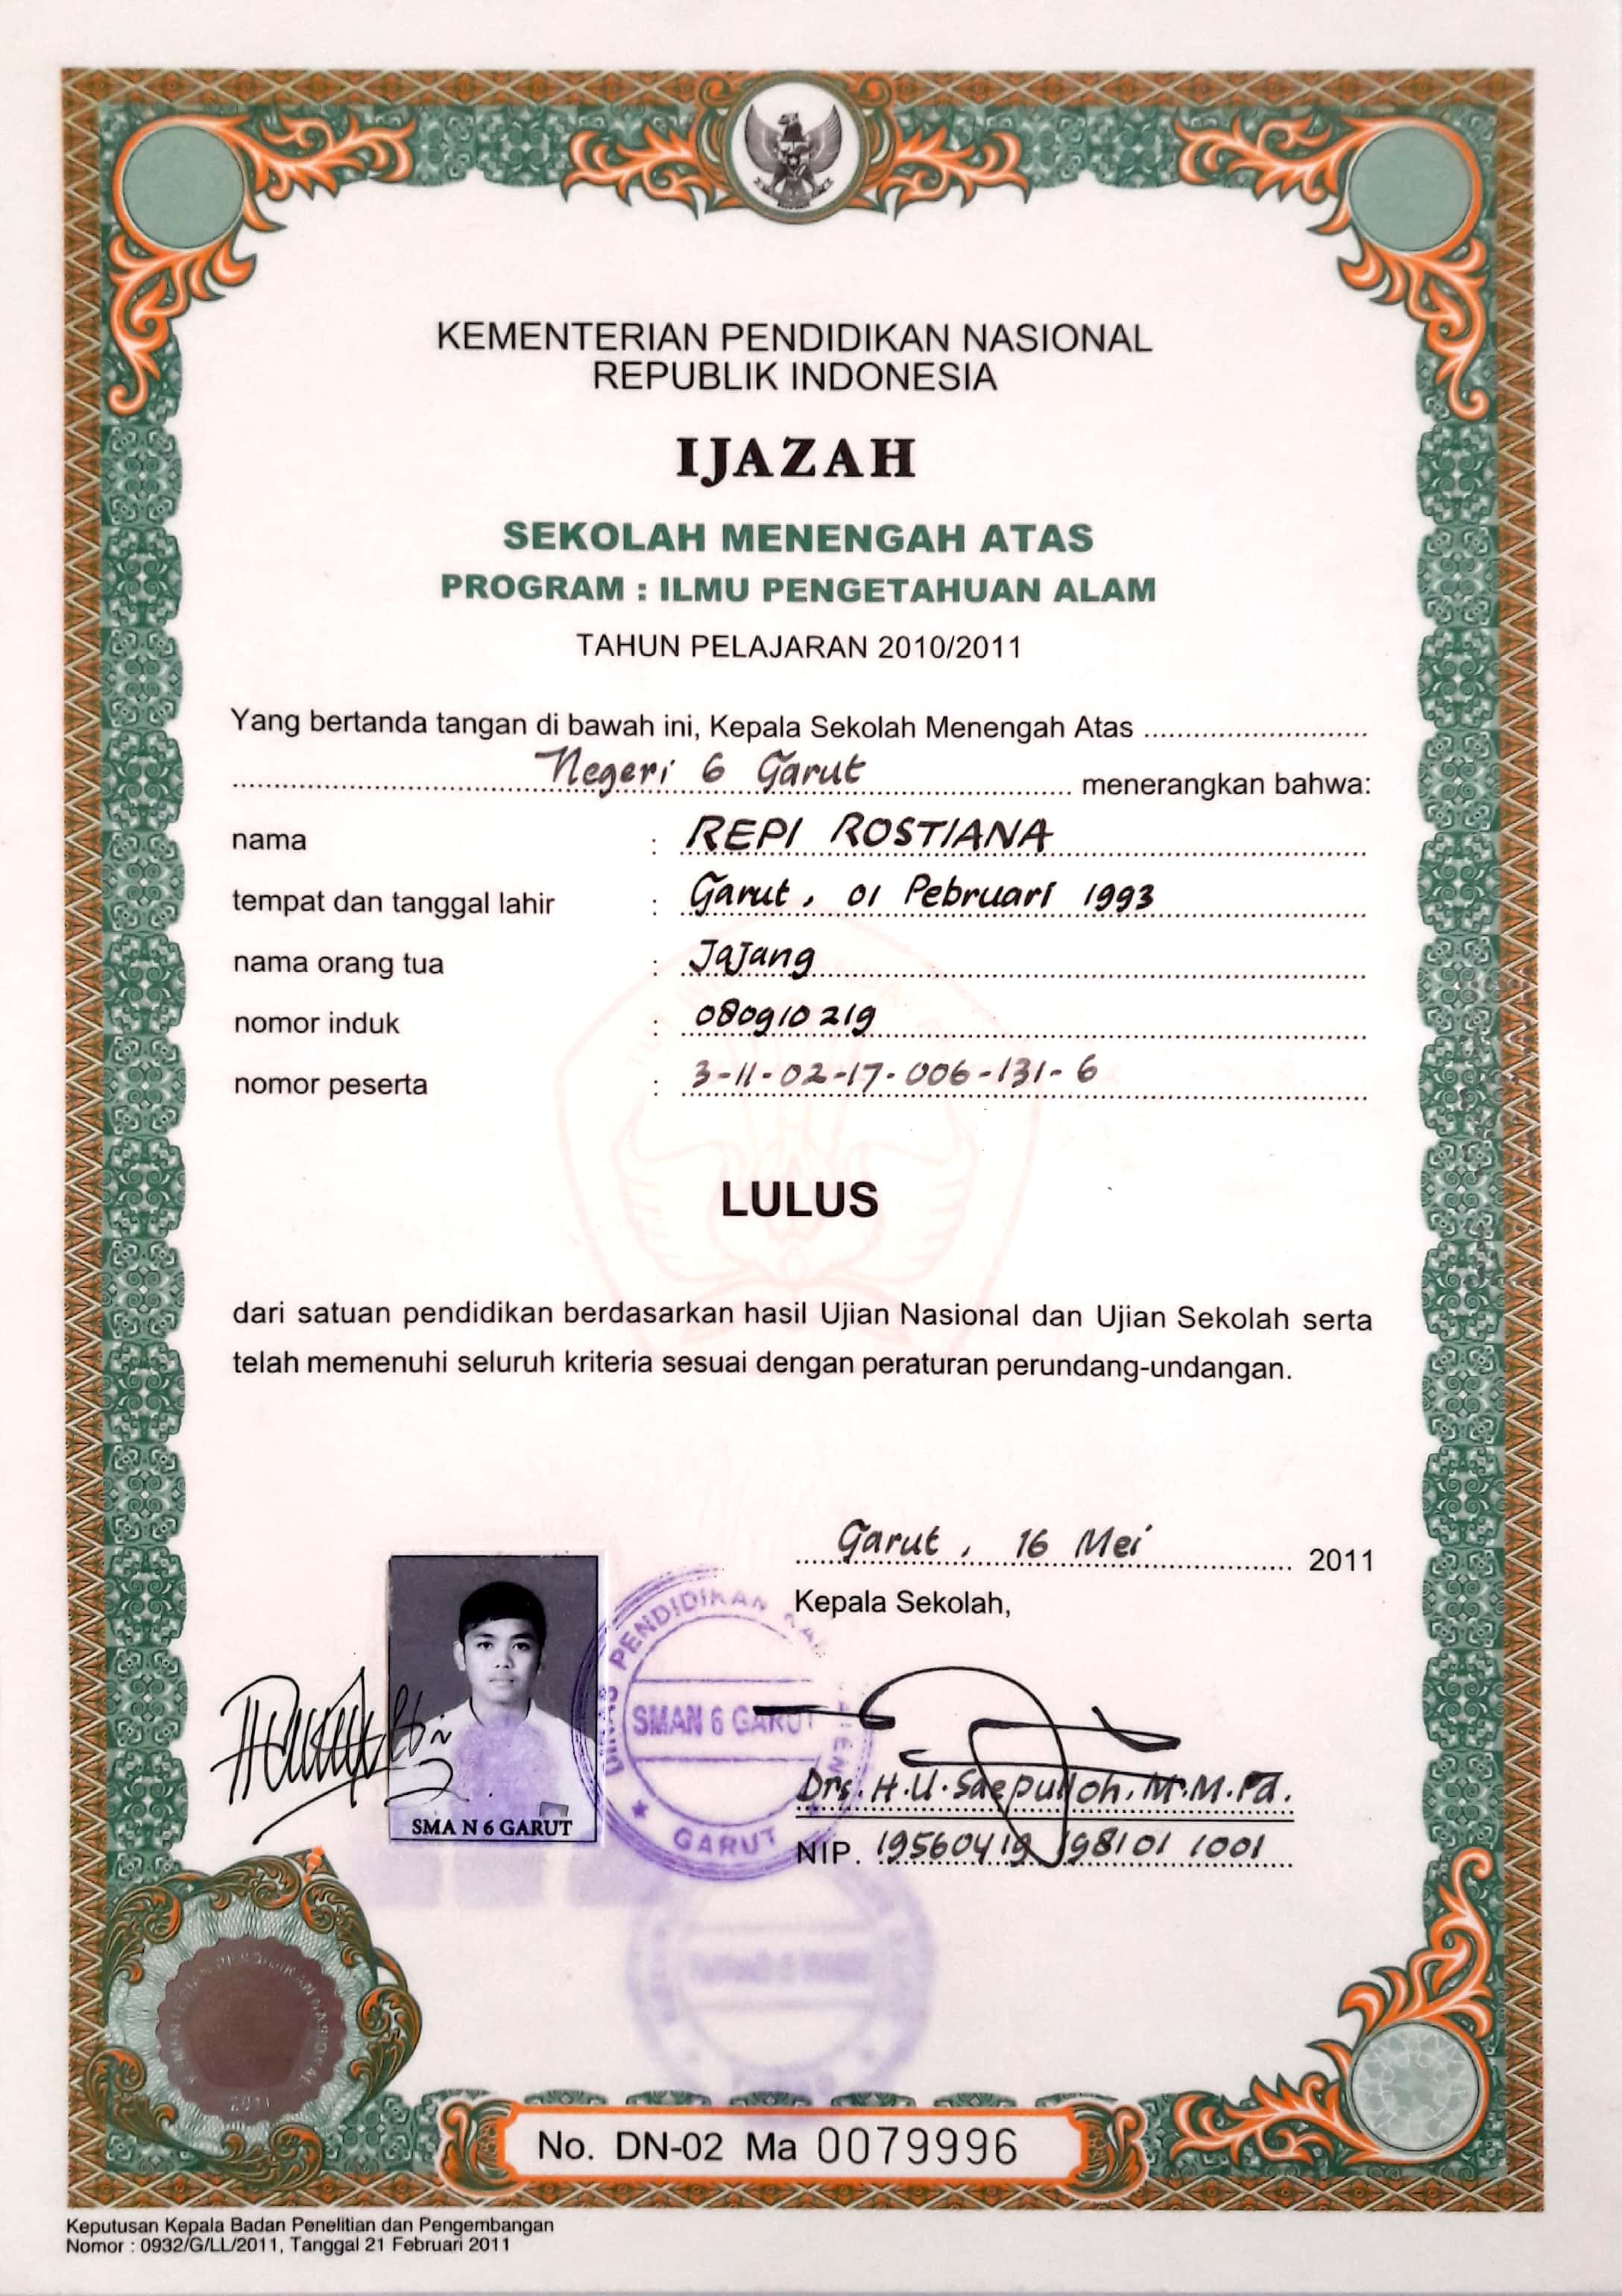 KEMENTERIAN PENDIDIKAN NASIONAL
REPUBLIK INDONESIA
IJAZAH
SEKOLAH MENENGAH ATAS
PROGRAM : ILMU PENGETAHUAN ALAM
TAHUN PELAJARAN 2010/2011
Yang bertanda tangan di bawah ini, Kepala Sekolah Menengah Atas
Negeri 6 Garut menerangkan bahwa:
nama : REPI ROSTIANA
tempat dan tanggal lahir : Garut, 01 Pebruari 1993
nama orang tua : Jajang
nomor induk : 080910219
nomor peserta : 3-11-02-17-006-131-6
LULUS
dari satuan pendidikan berdasarkan hasil Ujian Nasional dan Ujian Sekolah serta
telah memenuhi seluruh kriteria sesuai dengan peraturan perundang-undangan.
Garut, 16 Mei 2011
Kepala Sekolah,
DINAS PENDIDIKAN
SMAN 6 GARUT
GARUT
SMA N 6 GARUT
Drs. H.U. Saepulloh, M.M.Pd.
NIP. 19560419 198101 1001
KEMENTERIAN PENDIDIKAN NASIONAL
2011
No. DN-02 Ma 0079996
Keputusan Kepala Badan Penelitian dan Pengembangan
Nomor : 0932/G/LL/2011, Tanggal 21 Februari 2011